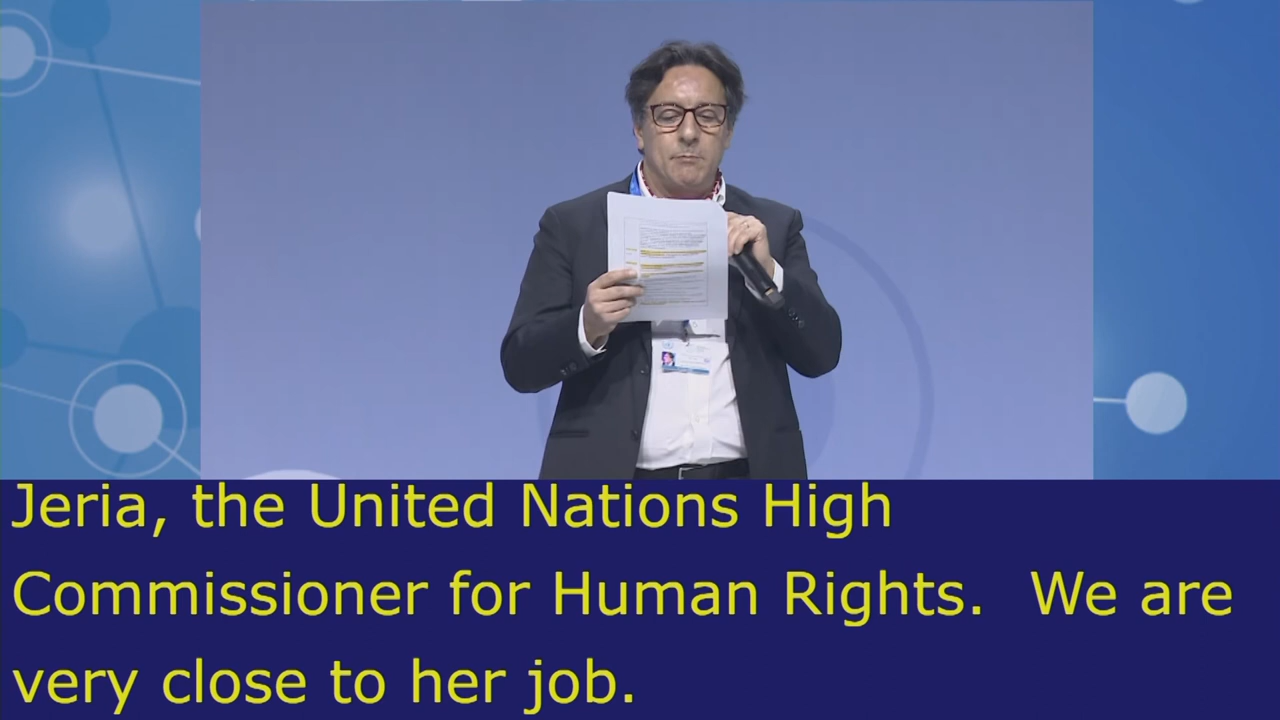 Jeria, the United Nations High
Commissioner for Human Rights.  We are
very close to her job.